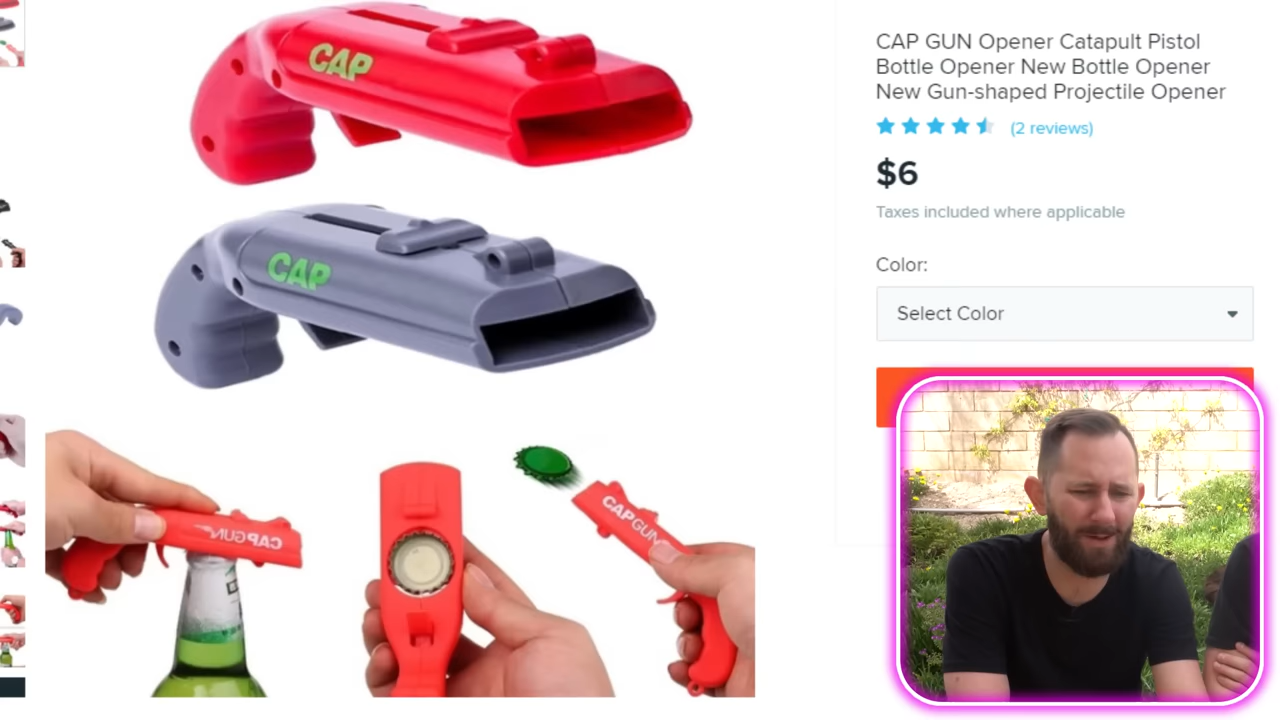 CAP
CAP
CAP GUN
CAP GUN
CAP GUN Opener Catapult Pistol
Bottle Opener New Bottle Opener
New Gun-shaped Projectile Opener
(2 reviews)
$6
Taxes included where applicable
Color:
Select Color